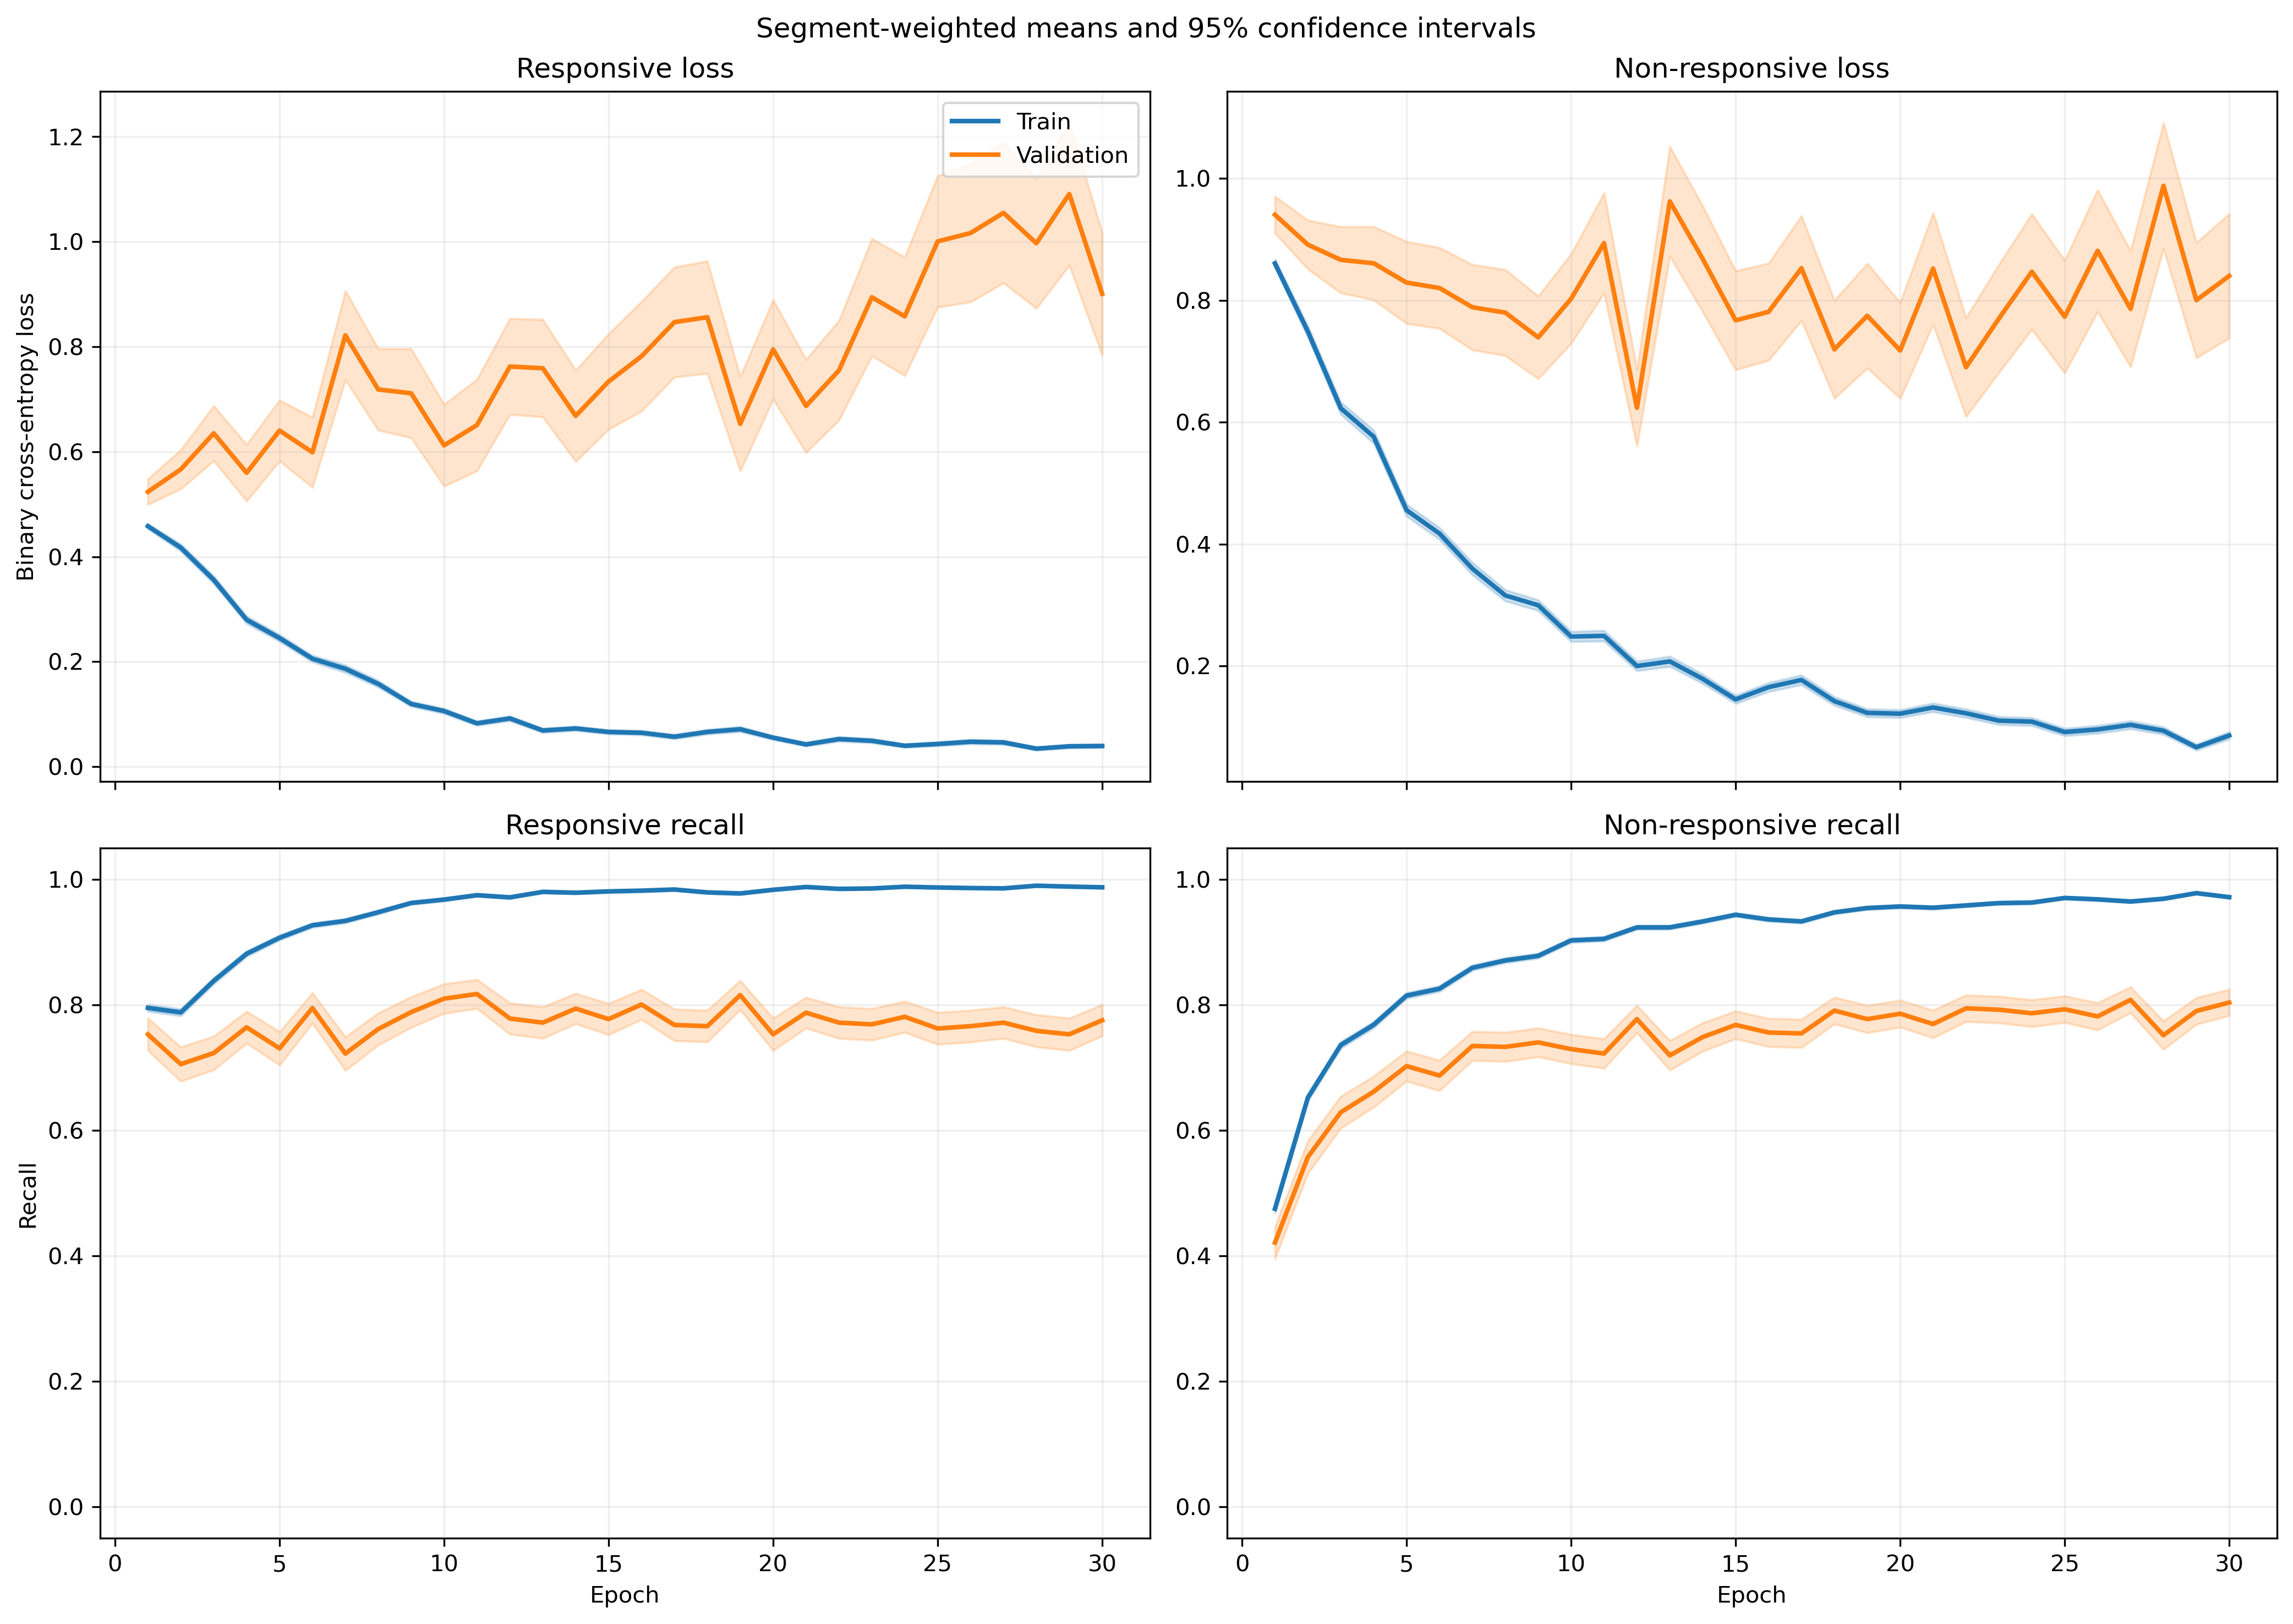 Segment-weighted means and 95% confidence intervals
Responsive loss
Non-responsive loss
Train
Validation
Binary cross-entropy loss
1.2
1.0
0.8
0.6
0.4
0.2
0.0
1.0
0.8
0.6
0.4
0.2
Responsive recall
Non-responsive recall
Recall
1.0
0.8
0.6
0.4
0.2
0.0
0 5 10 15 20 25 30
Epoch
1.0
0.8
0.6
0.4
0.2
0.0
0 5 10 15 20 25 30
Epoch